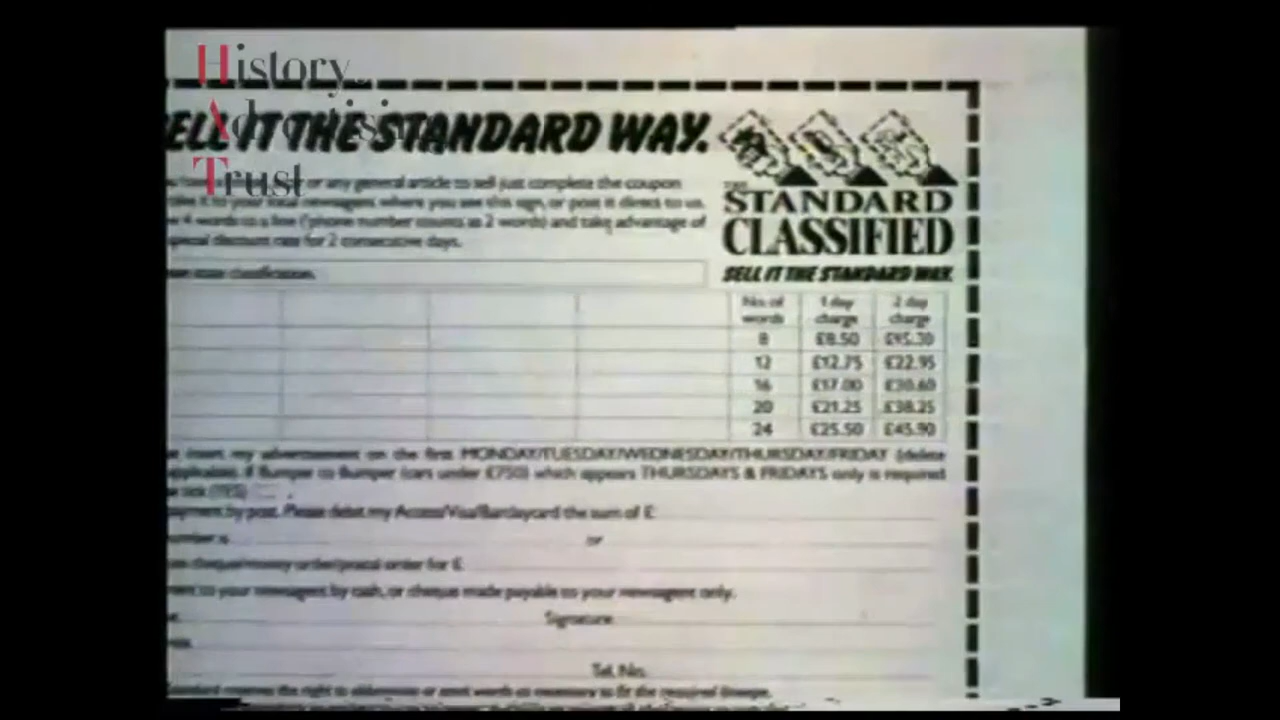 History
Advertising
Trust
SELL IT THE STANDARD WAY.
or any general article to sell just complete the coupon
take it to your local newsagents where you see this sign, or post it direct to us.
4 words to a line ('phone number counts as 2 words) and take advantage of
special discount rate for 2 consecutive days.
STANDARD
CLASSIFIED
SELL IT THE STANDARD WAY.
state classification.
No. of words 1 day charge 2 day charge
8 £8.50 £15.30
12 £12.75 £22.95
16 £17.00 £30.60
20 £21.25 £38.25
24 £25.50 £45.90
insert my advertisement on the first MONDAY/TUESDAY/WEDNESDAY/THURSDAY/FRIDAY (delete
applicable). If Bumper to Bumper (cars under £750) which appears THURSDAYS & FRIDAYS only is required
tick (YES)
payment by post. Please debit my Access/Visa/Barclaycard the sum of £
number is or
cheque/money order/postal order for £
to your newsagent by cash, or cheque made payable to your newsagent only.
Signature
Tel. No.
Standard reserves the right to abbreviate or omit words as necessary to fit the required lineage.